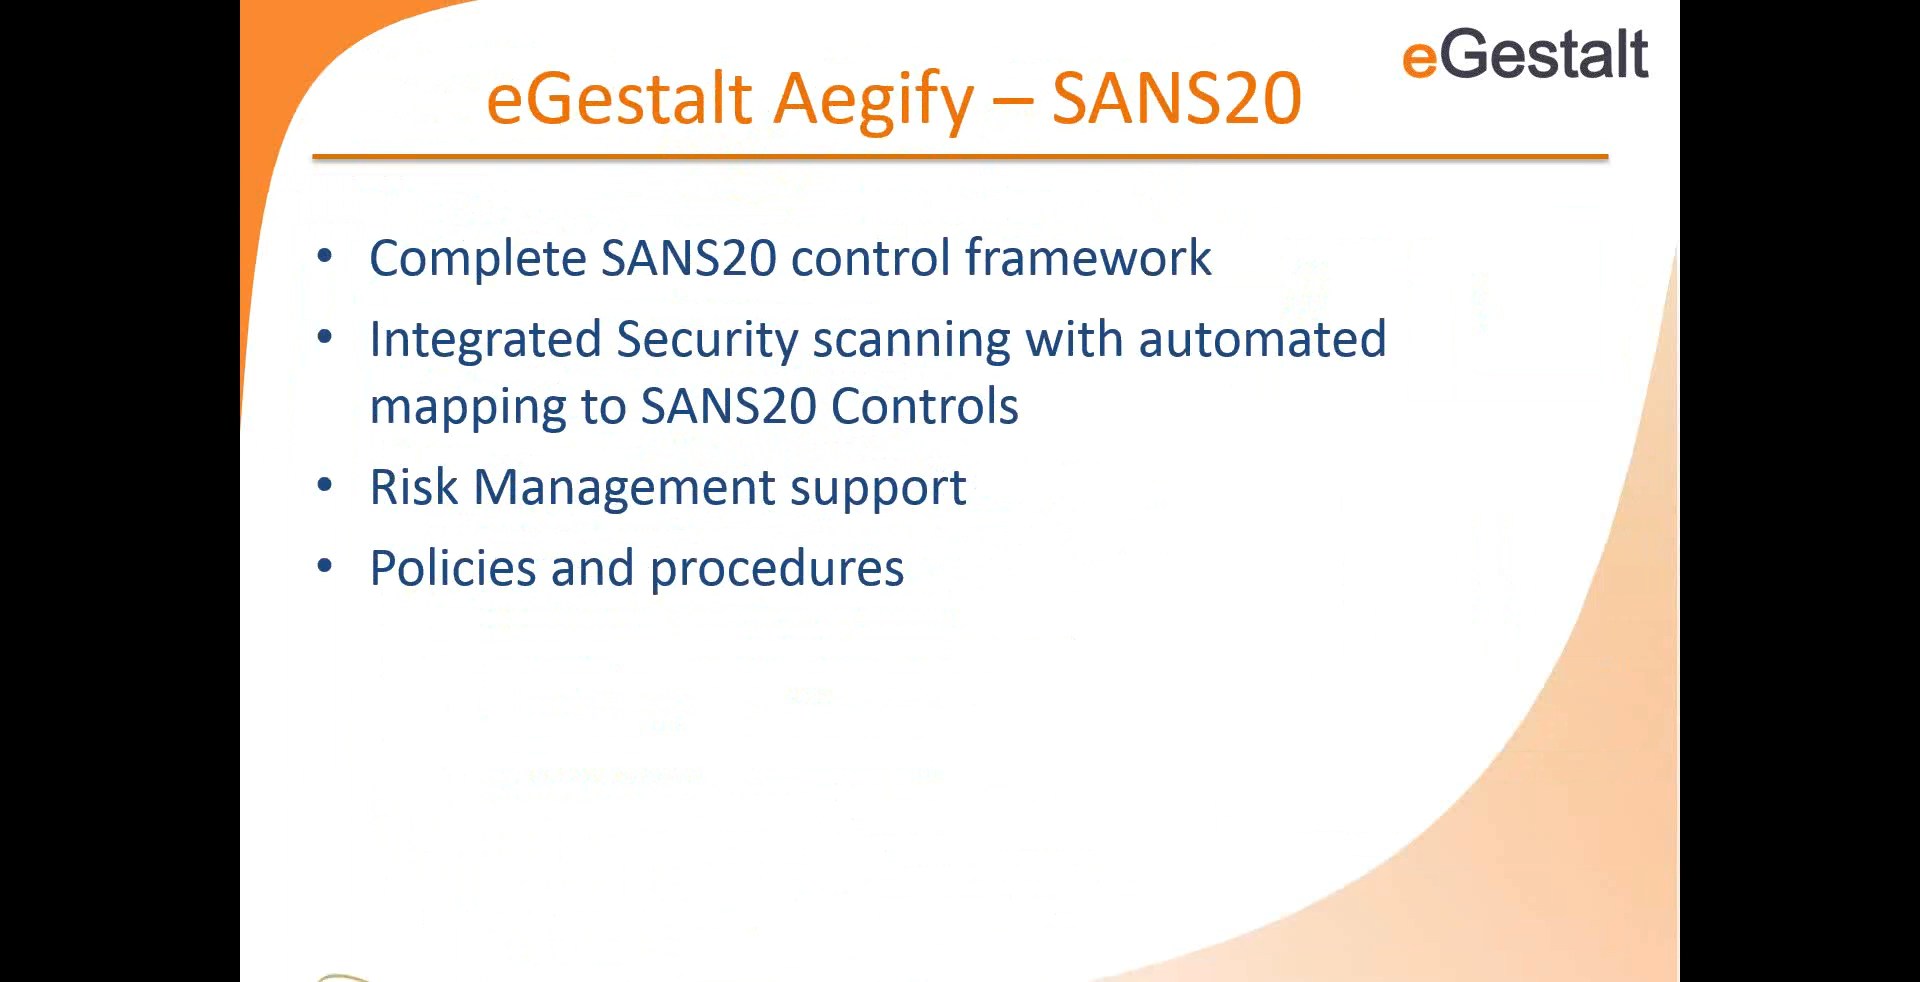 eGestalt
eGestalt Aegify – SANS20
• Complete SANS20 control framework
• Integrated Security scanning with automated
mapping to SANS20 Controls
• Risk Management support
• Policies and procedures